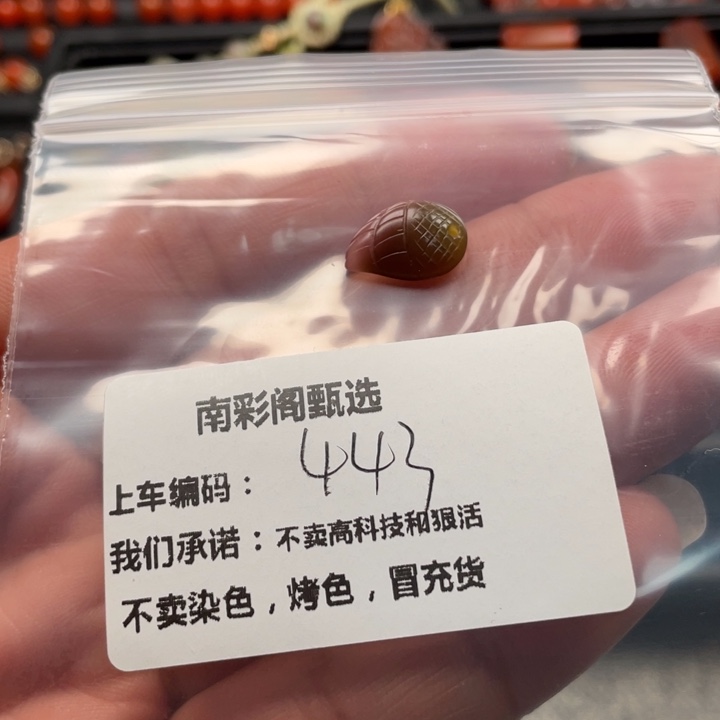 南彩阁甄选
上车编码：443
我们承诺：不卖高科技和狠活
不卖染色，烤色，冒充货